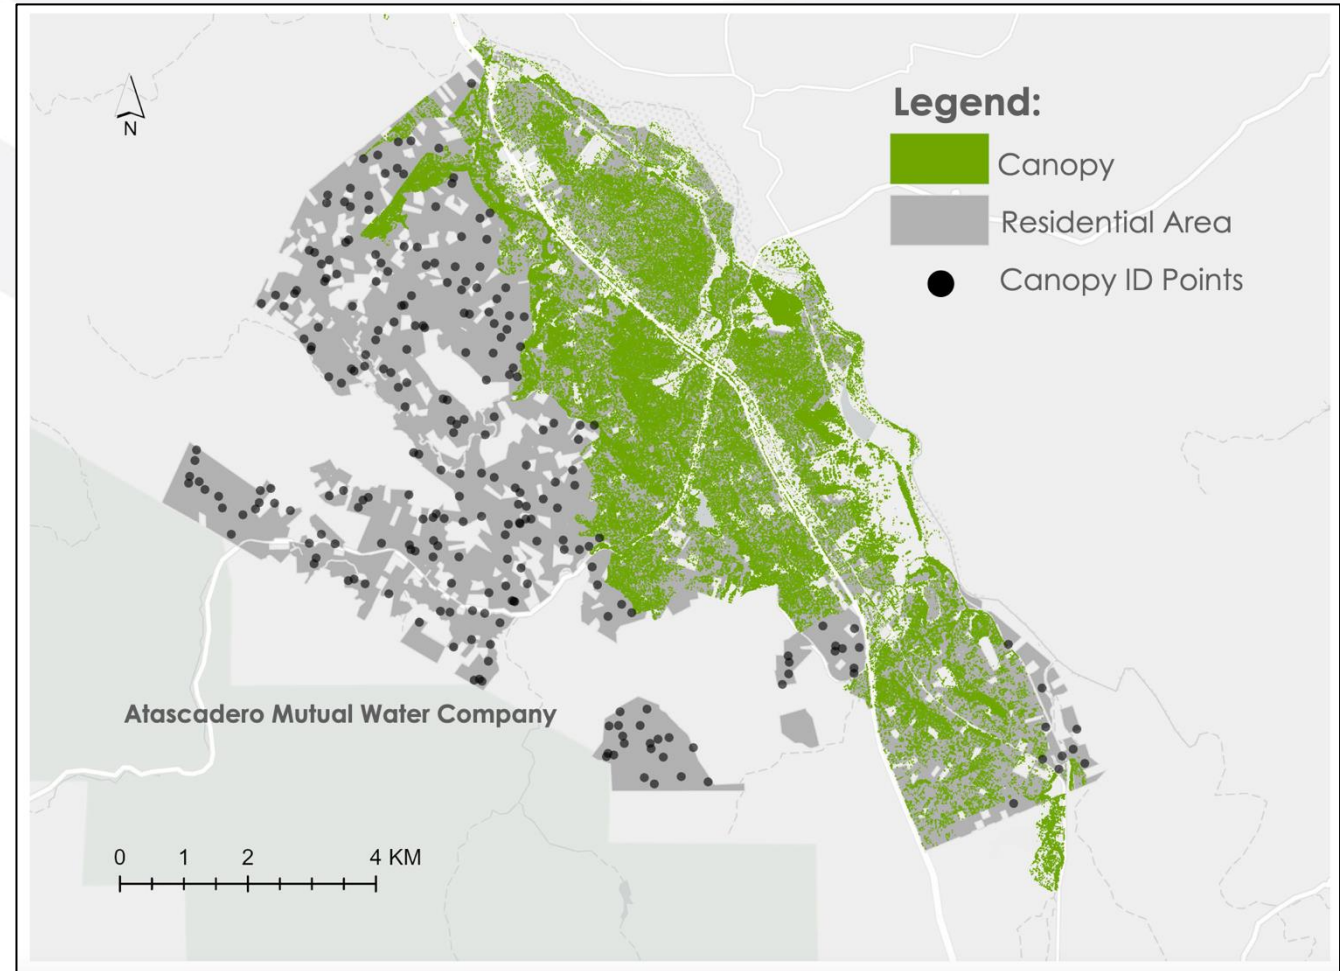 N
Legend:
Canopy
Residential Area
Canopy ID Points
Atascadero Mutual Water Company
0 1 2 4 KM